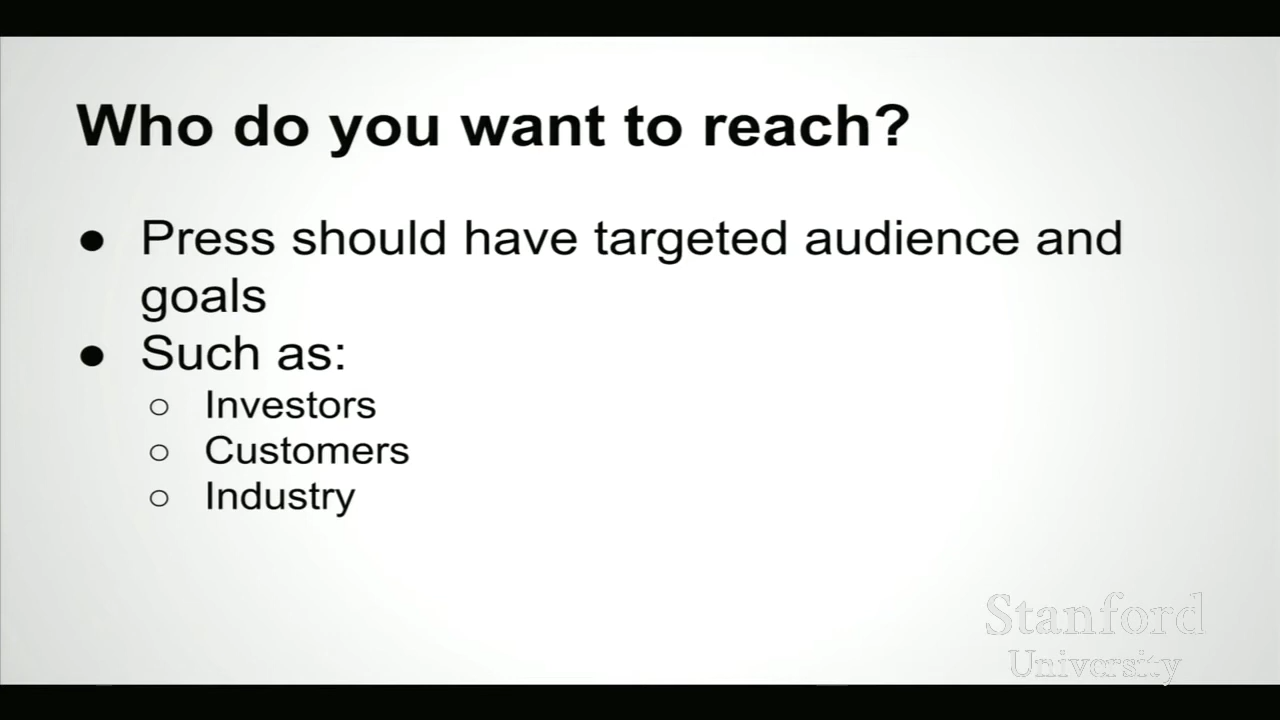 Who do you want to reach?
● Press should have targeted audience and
goals
● Such as:
○ Investors
○ Customers
○ Industry
Stanford
University